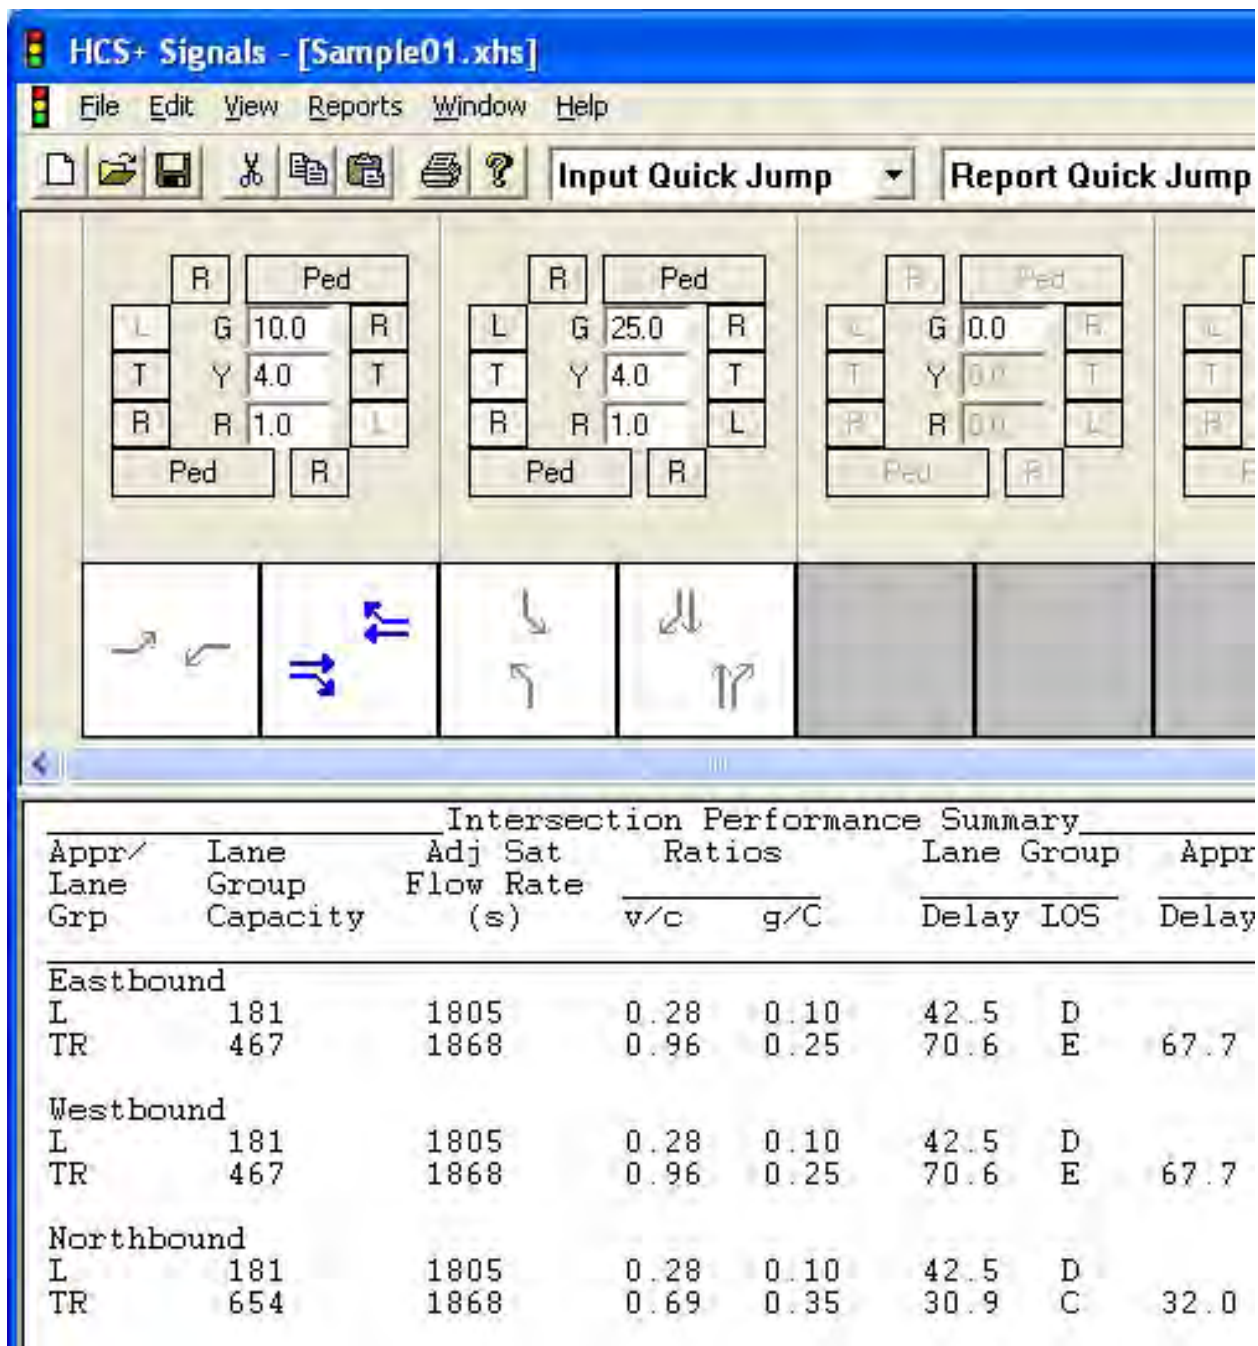 HCS+ Signals - [Sample01.xhs]
File Edit View Reports Window Help
Input Quick Jump Report Quick Jump
R Ped R Ped R Ped
L G 10.0 R L G 25.0 R L G 0.0 R L
T Y 4.0 T T Y 4.0 T T Y 0.0 T T
R R 1.0 L R R 1.0 L R R 0.0 L R
Ped R Ped R Ped R
Intersection Performance Summary
Appr/ Lane Adj Sat Ratios Lane Group Appr
Lane Group Flow Rate
Grp Capacity (s) v/c g/C Delay LOS Delay
Eastbound
L 181 1805 0.28 0.10 42.5 D
TR 467 1868 0.96 0.25 70.6 E 67.7
Westbound
L 181 1805 0.28 0.10 42.5 D
TR 467 1868 0.96 0.25 70.6 E 67.7
Northbound
L 181 1805 0.28 0.10 42.5 D
TR 654 1868 0.69 0.35 30.9 C 32.0